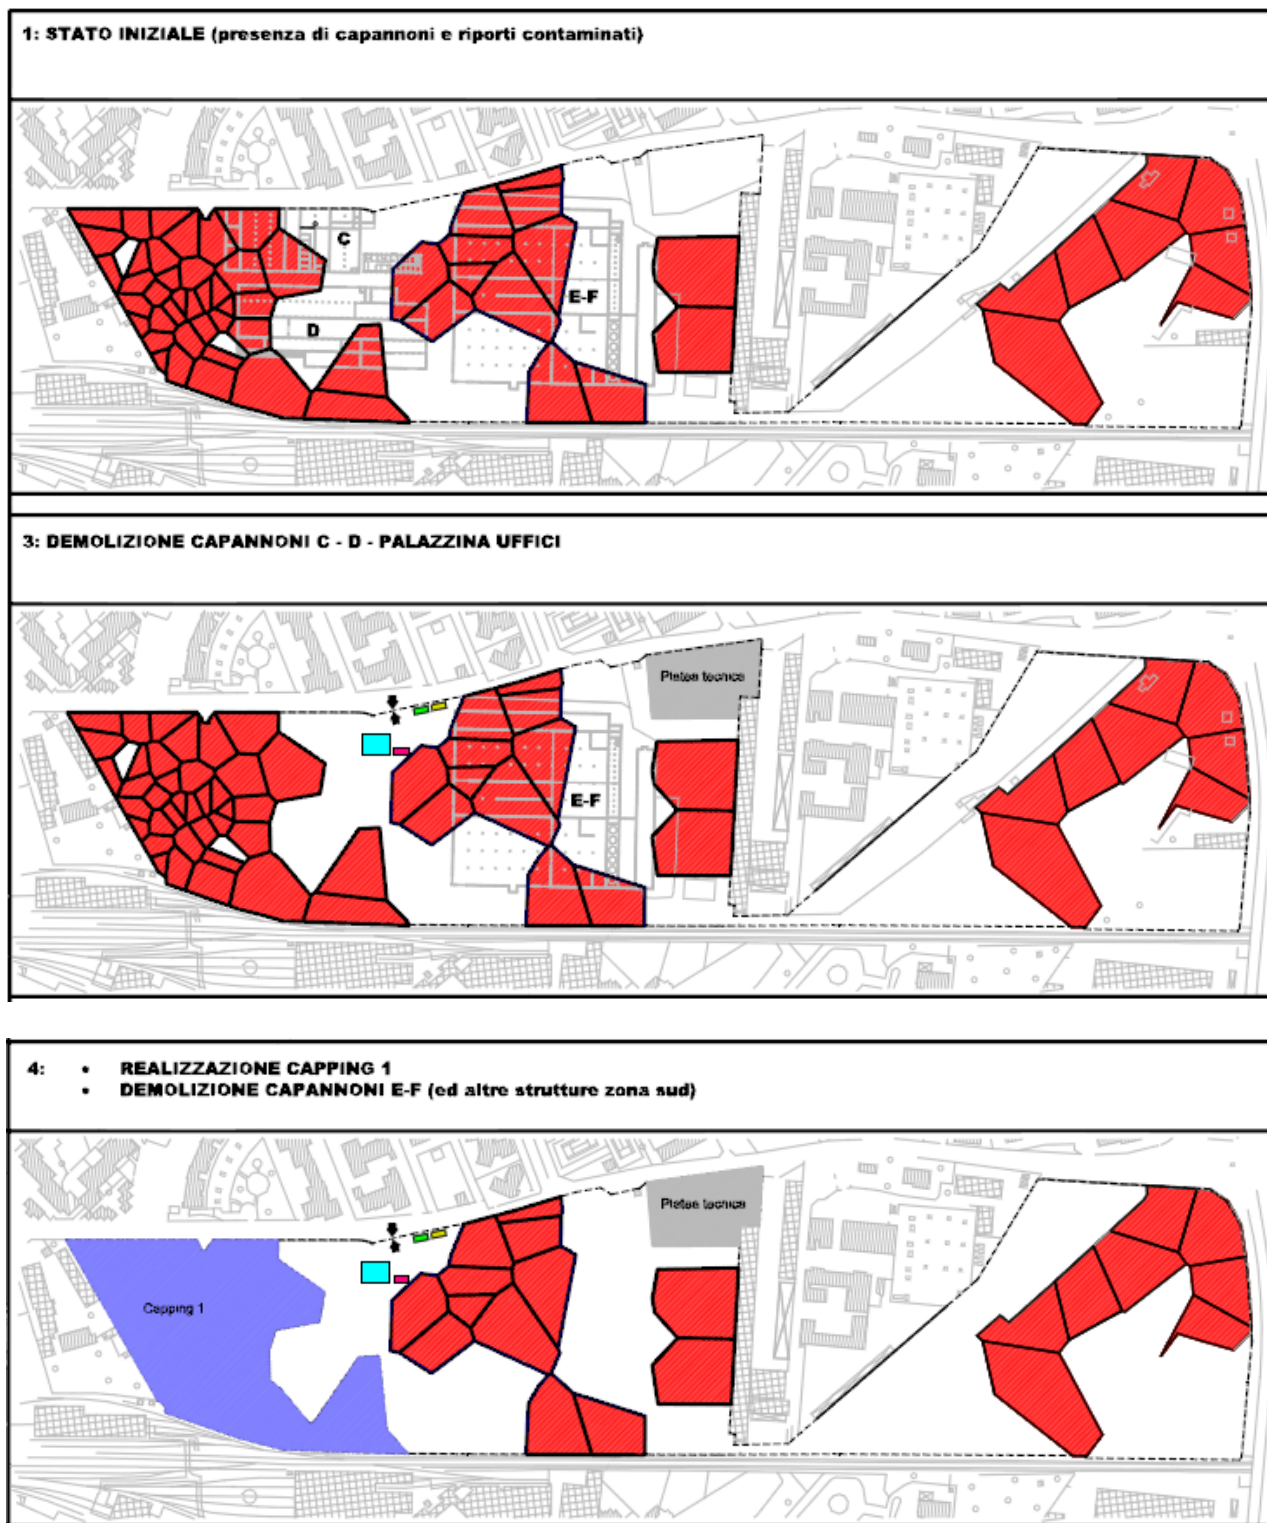 1: STATO INIZIALE (presenza di capannoni e riporti contaminati)
C
E-F
D
3: DEMOLIZIONE CAPANNONI C - D - PALAZZINA UFFICI
Platea tecnica
E-F
4: • REALIZZAZIONE CAPPING 1
• DEMOLIZIONE CAPANNONI E-F (ed altre strutture zona sud)
Platea tecnica
Capping 1